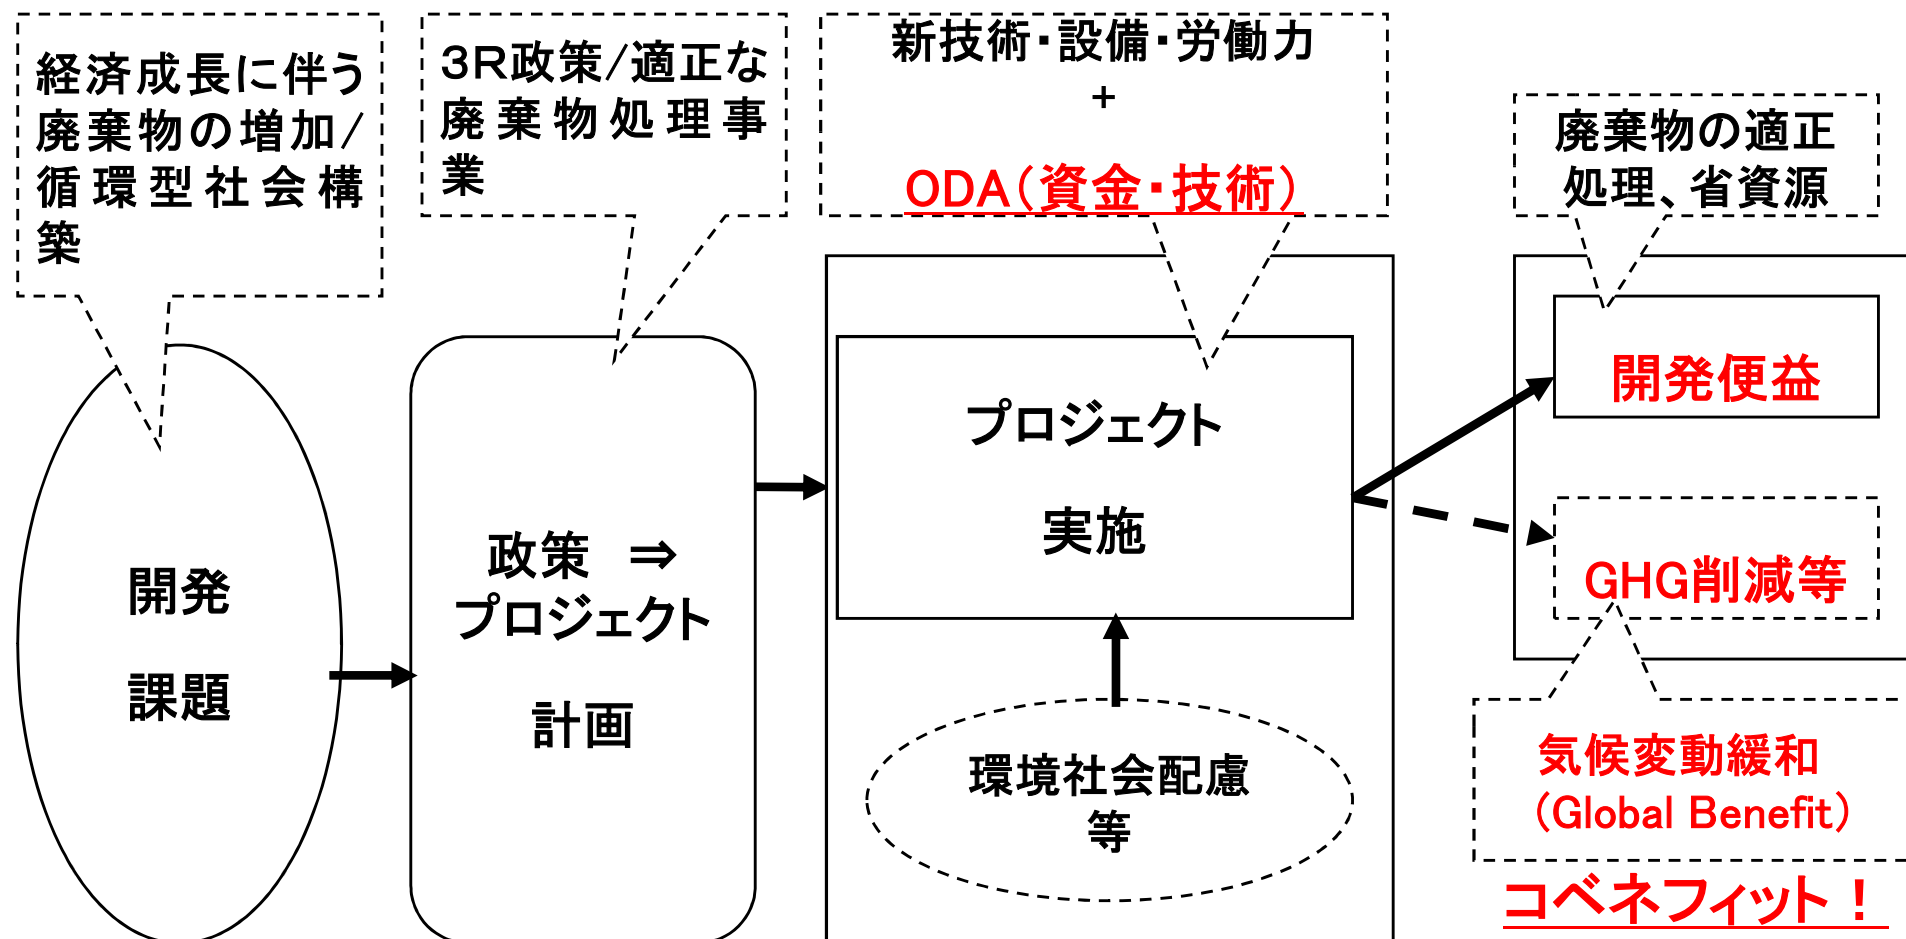 経済成長に伴う
廃棄物の増加/
循環型社会構
築
3R政策/適正な
廃棄物処理事
業
新技術・設備・労働力
+
ODA(資金・技術)
廃棄物の適正
処理、省資源
開発
課題
政策 ⇒
プロジェクト
計画
プロジェクト
実施
環境社会配慮
等
開発便益
GHG削減等
気候変動緩和
(Global Benefit)
コベネフィット！